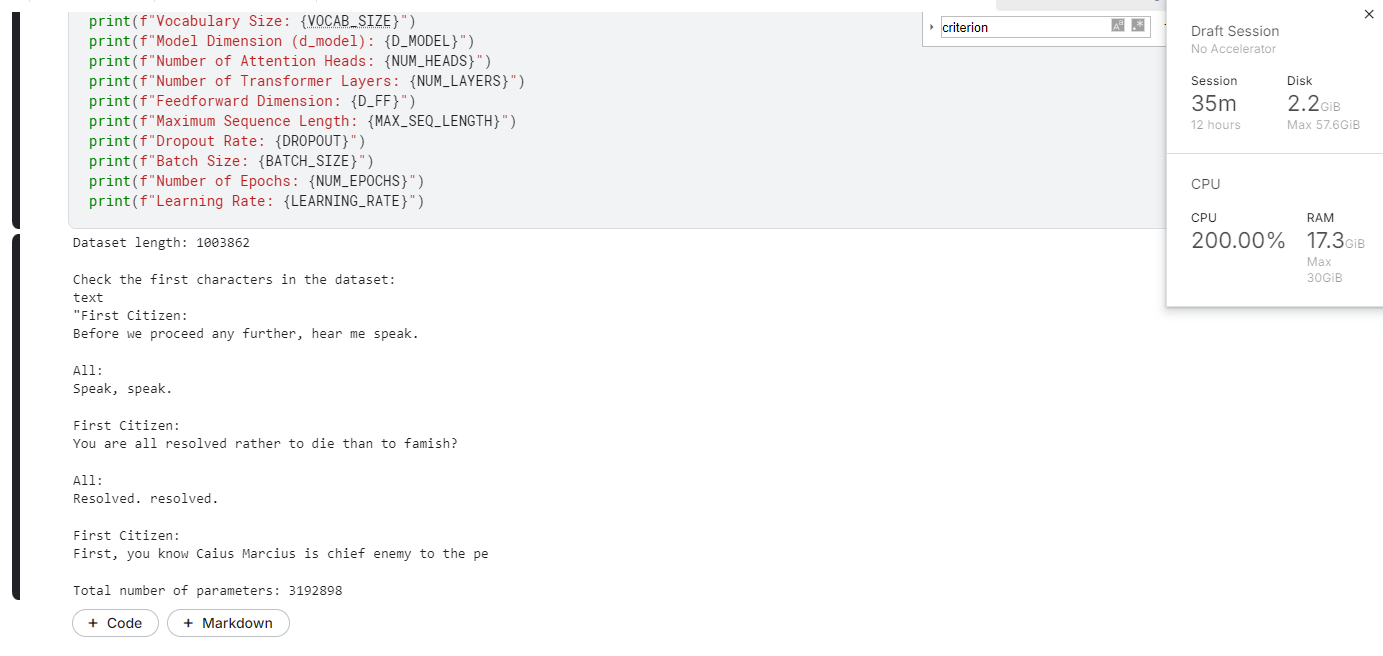 print(f"Vocabulary Size: {VOCAB_SIZE}")
print(f"Model Dimension (d_model): {D_MODEL}")
print(f"Number of Attention Heads: {NUM_HEADS}")
print(f"Number of Transformer Layers: {NUM_LAYERS}")
print(f"Feedforward Dimension: {D_FF}")
print(f"Maximum Sequence Length: {MAX_SEQ_LENGTH}")
print(f"Dropout Rate: {DROPOUT}")
print(f"Batch Size: {BATCH_SIZE}")
print(f"Number of Epochs: {NUM_EPOCHS}")
print(f"Learning Rate: {LEARNING_RATE}")
criterion
Dataset length: 1003862
Check the first characters in the dataset:
text
"First Citizen:
Before we proceed any further, hear me speak.
All:
Speak, speak.
First Citizen:
You are all resolved rather to die than to famish?
All:
Resolved. resolved.
First Citizen:
First, you know Caius Marcius is chief enemy to the pe
Total number of parameters: 3192898
+ Code + Markdown
Draft Session
No Accelerator
Session Disk
35m 2.2GiB
12 hours Max 57.6GiB
CPU
CPU RAM
200.00% 17.3GiB
Max
30GiB